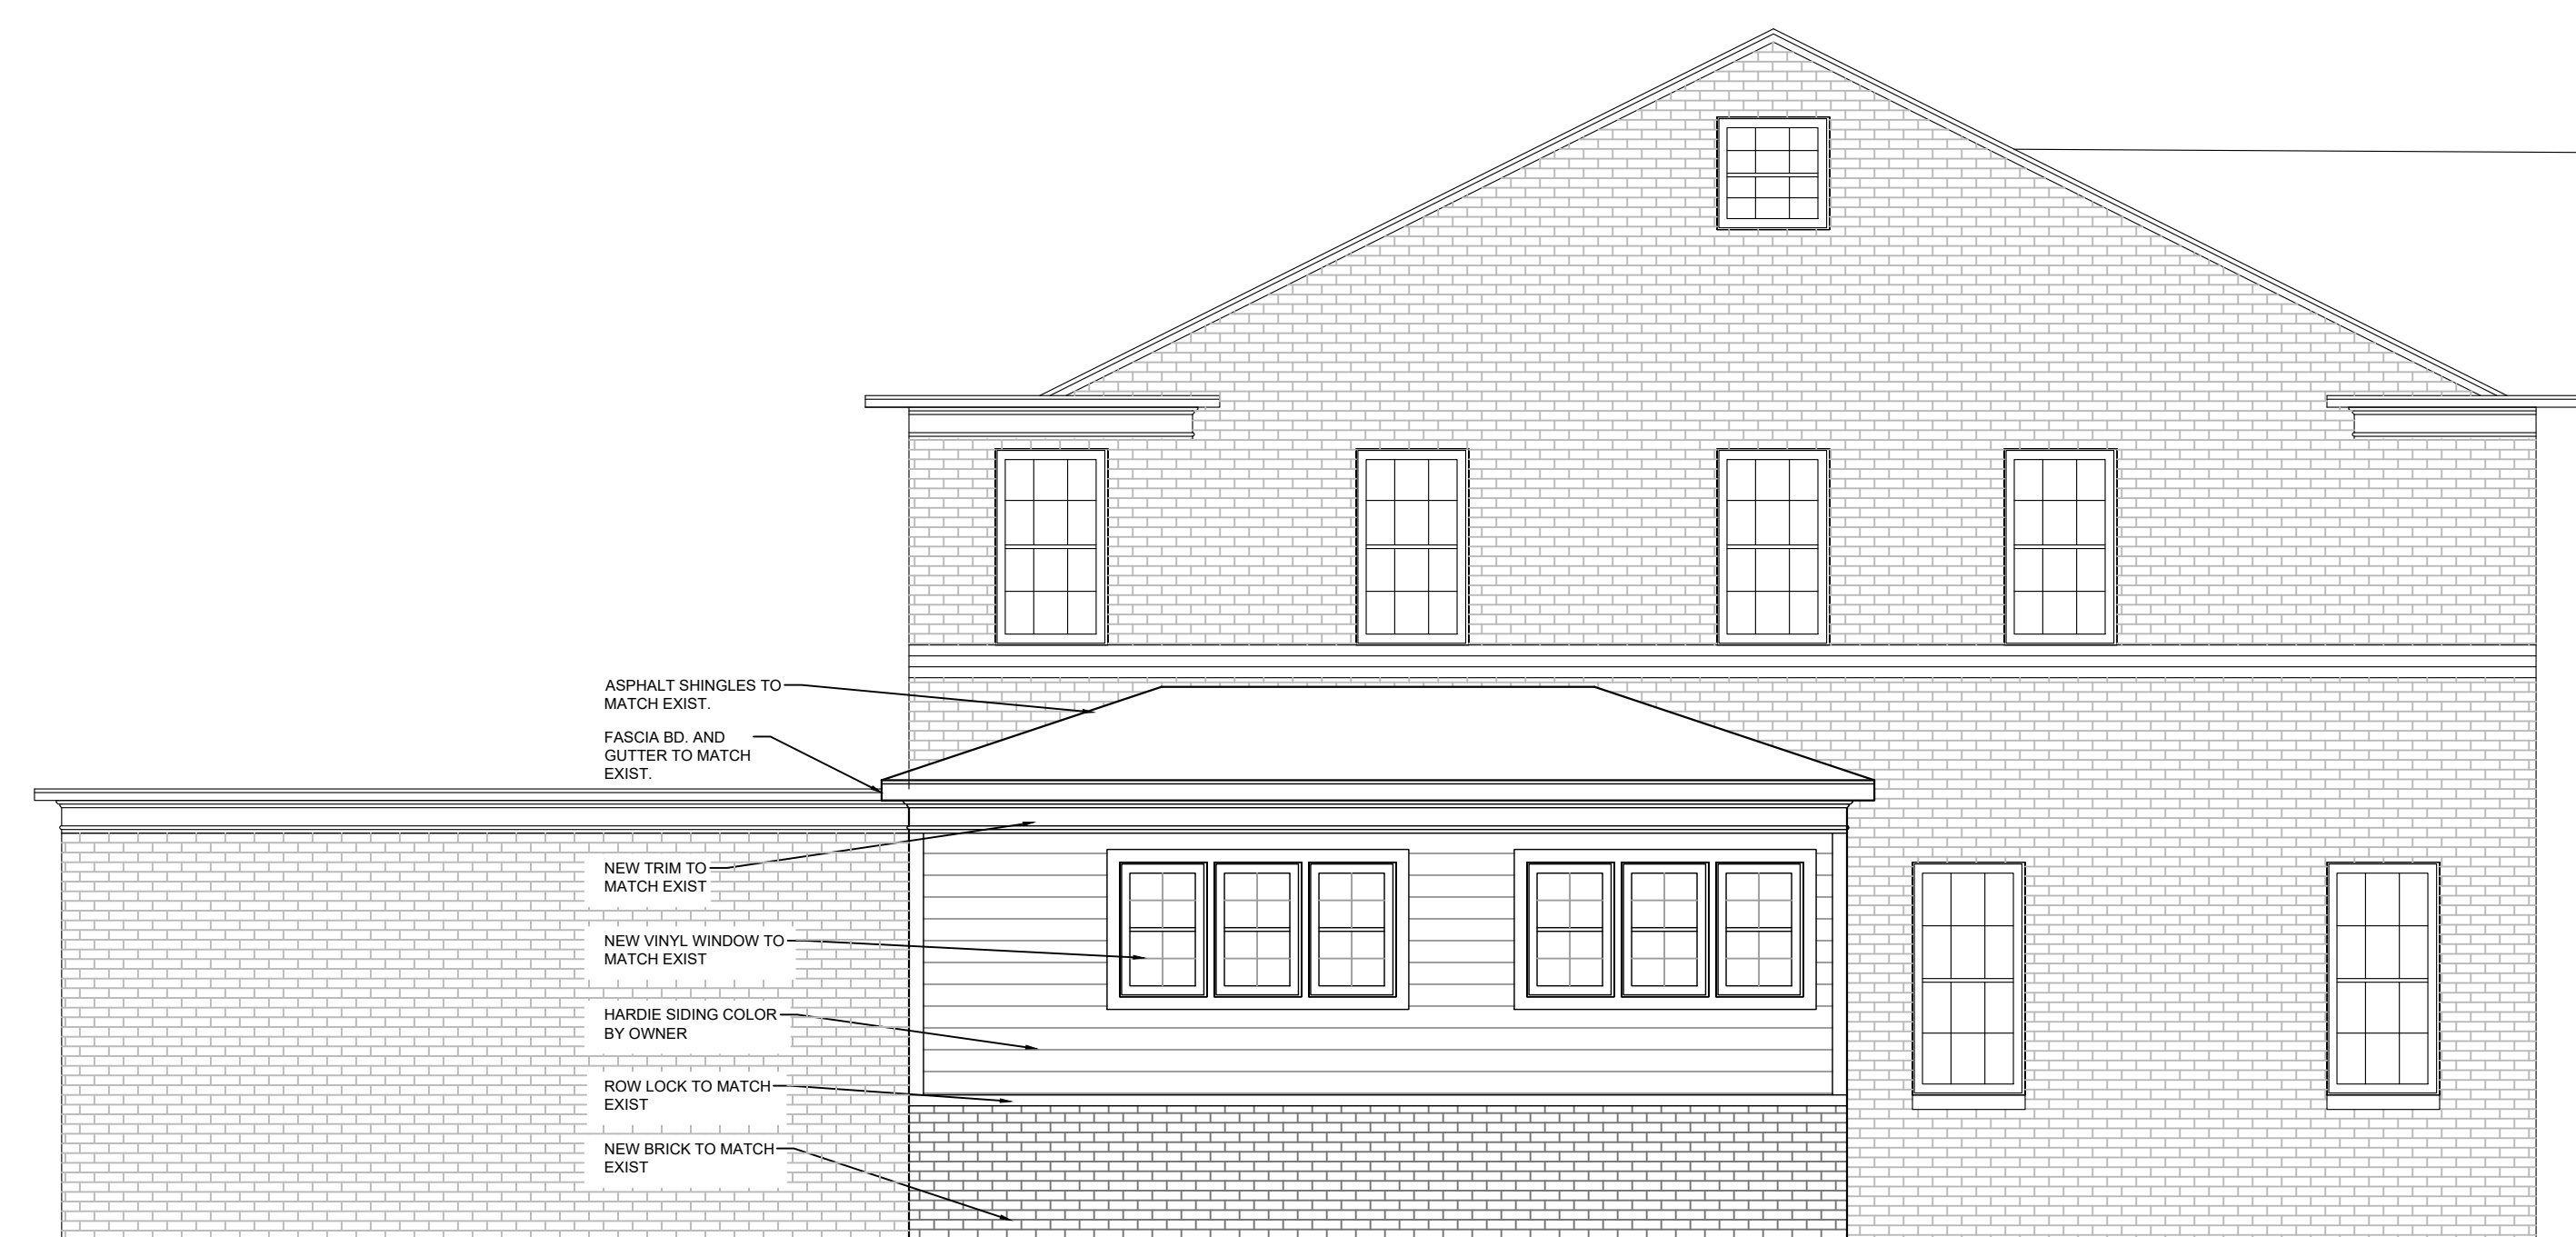 ASPHALT SHINGLES TO
MATCH EXIST.
FASCIA BD. AND
GUTTER TO MATCH
EXIST.
NEW TRIM TO
MATCH EXIST
NEW VINYL WINDOW TO
MATCH EXIST
HARDIE SIDING COLOR
BY OWNER
ROW LOCK TO MATCH
EXIST
NEW BRICK TO MATCH
EXIST